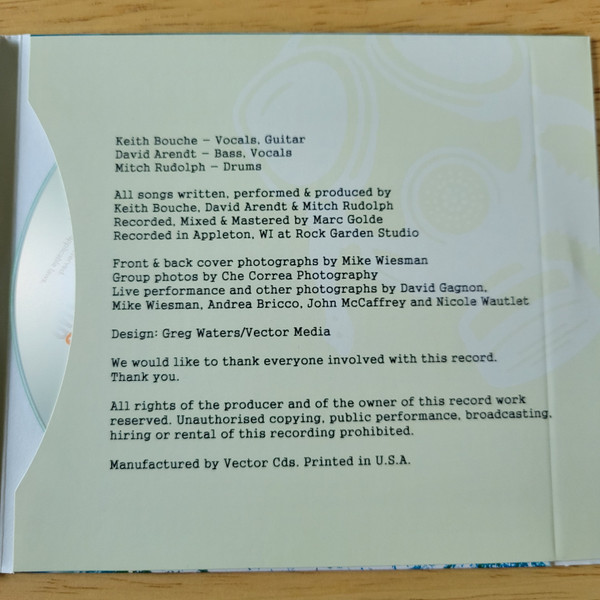 Keith Bouche – Vocals, Guitar
David Arendt – Bass, Vocals
Mitch Rudolph – Drums
All songs written, performed & produced by
Keith Bouche, David Arendt & Mitch Rudolph
Recorded, Mixed & Mastered by Marc Golde
Recorded in Appleton, WI at Rock Garden Studio
Front & back cover photographs by Mike Wiesman
Group photos by Che Correa Photography
Live performance and other photographs by David Gagnon,
Mike Wiesman, Andrea Bricco, John McCaffrey and Nicole Wautlet
Design: Greg Waters/Vector Media
We would like to thank everyone involved with this record.
Thank you.
All rights of the producer and of the owner of this record work
reserved. Unauthorised copying, public performance, broadcasting,
hiring or rental of this recording prohibited.
Manufactured by Vector Cds. Printed in U.S.A.